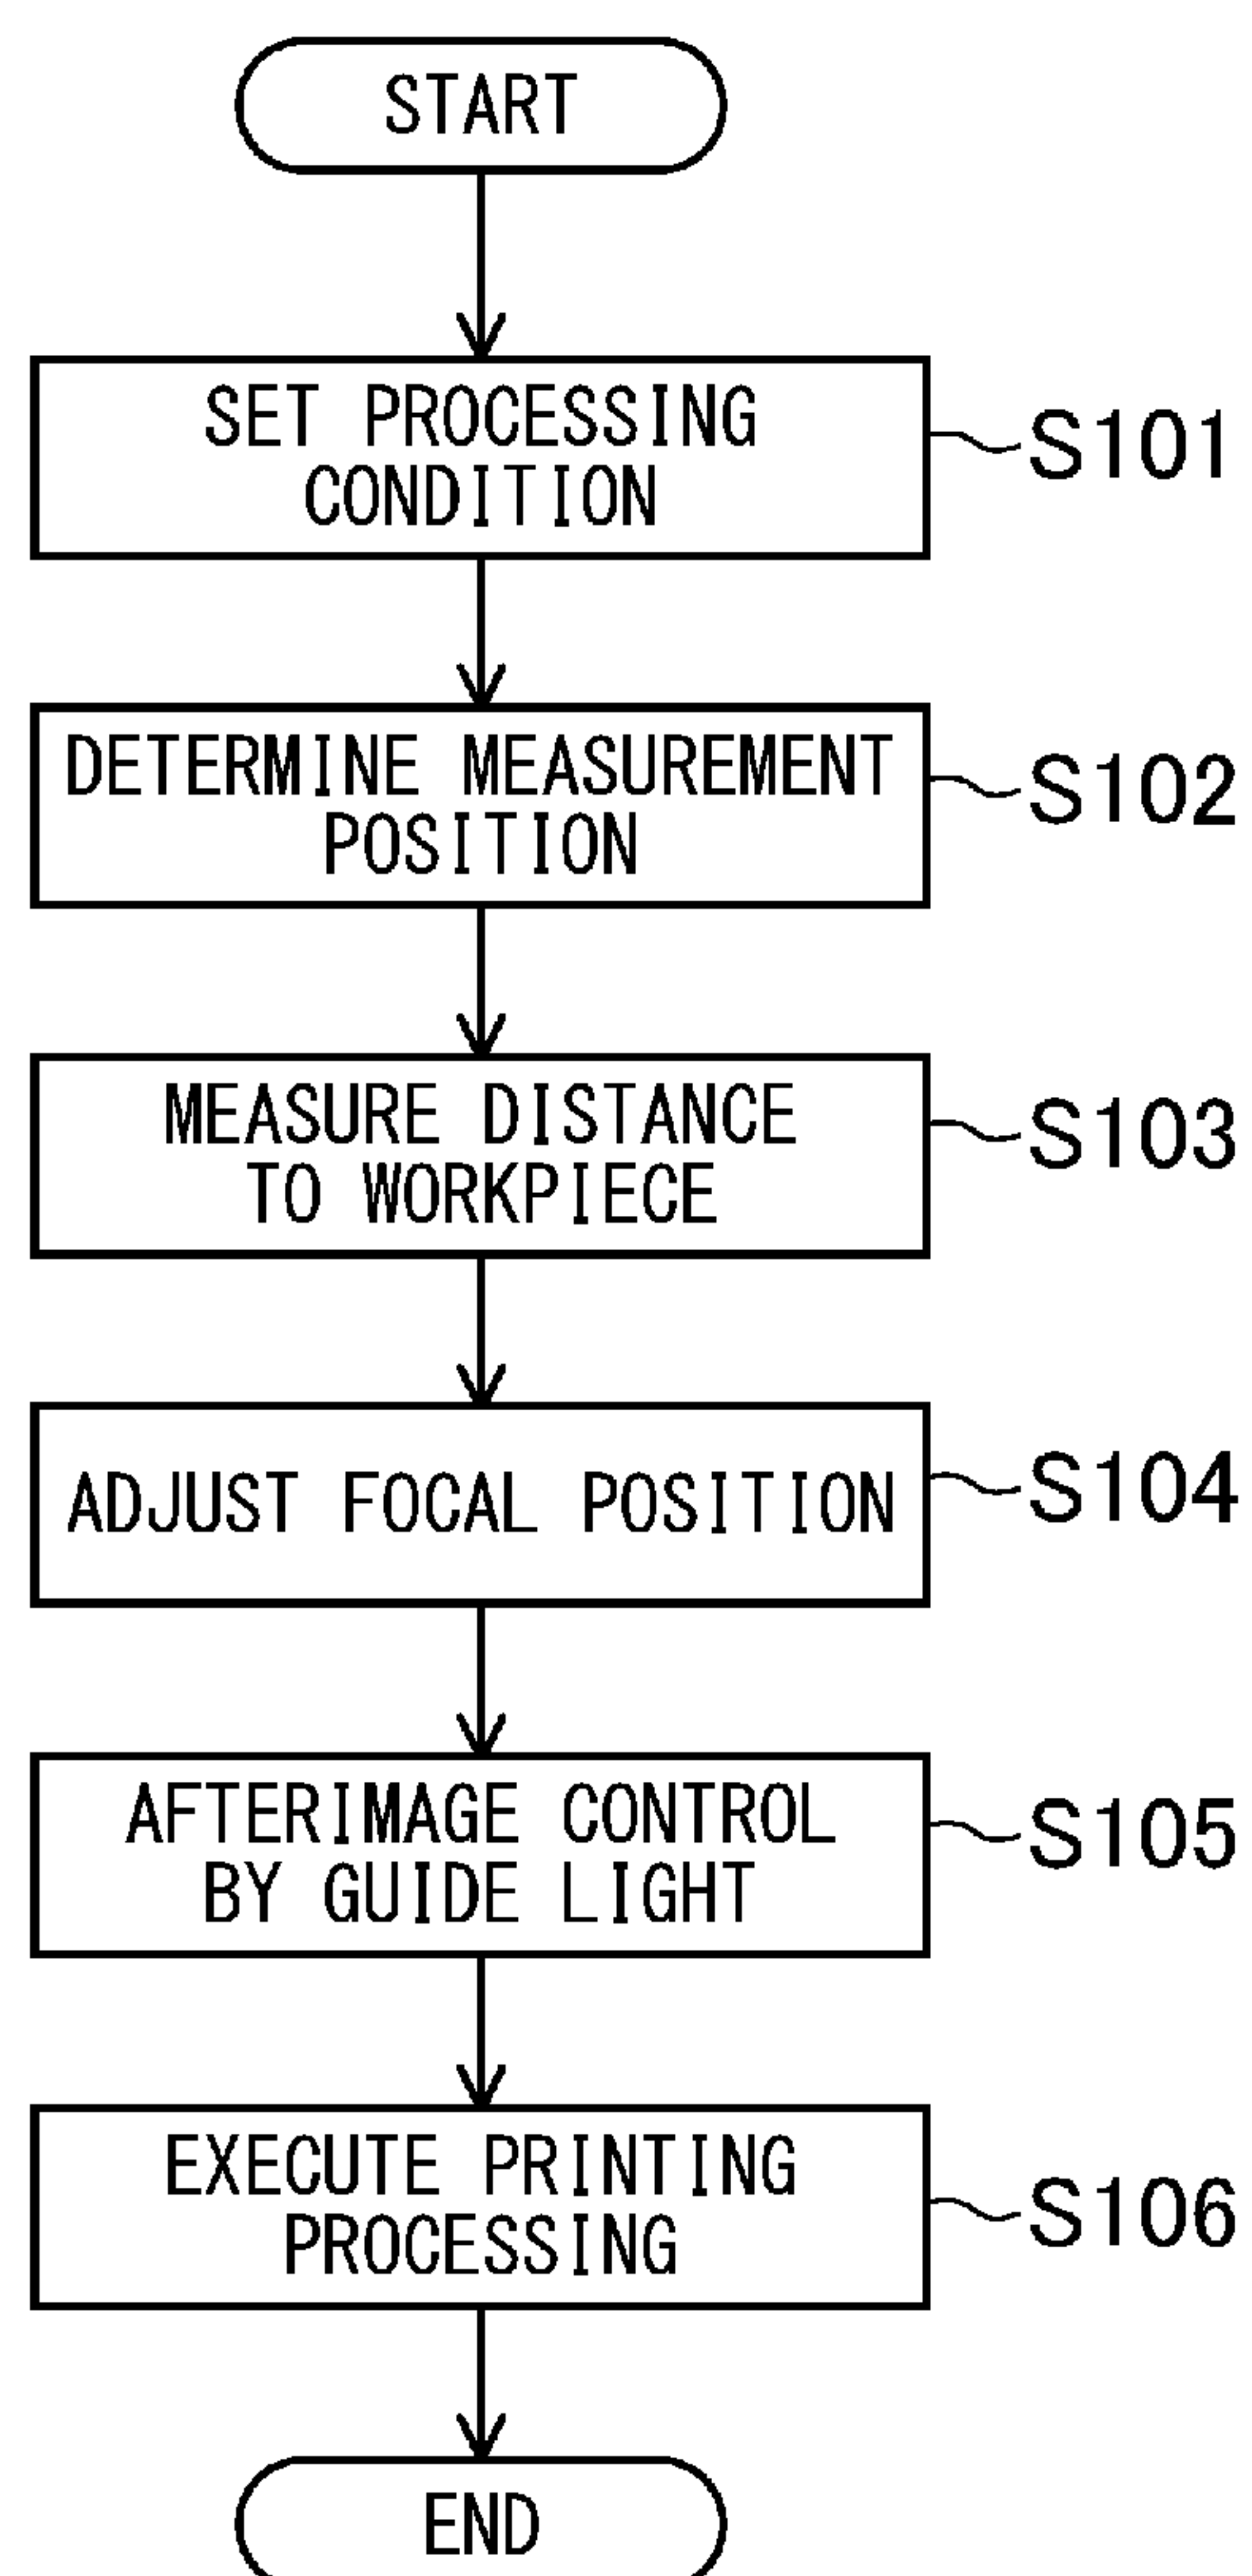 START
SET PROCESSING
CONDITION
S101
DETERMINE MEASUREMENT
POSITION
S102
MEASURE DISTANCE
TO WORKPIECE
S103
ADJUST FOCAL POSITION
S104
AFTERIMAGE CONTROL
BY GUIDE LIGHT
S105
EXECUTE PRINTING
PROCESSING
S106
END